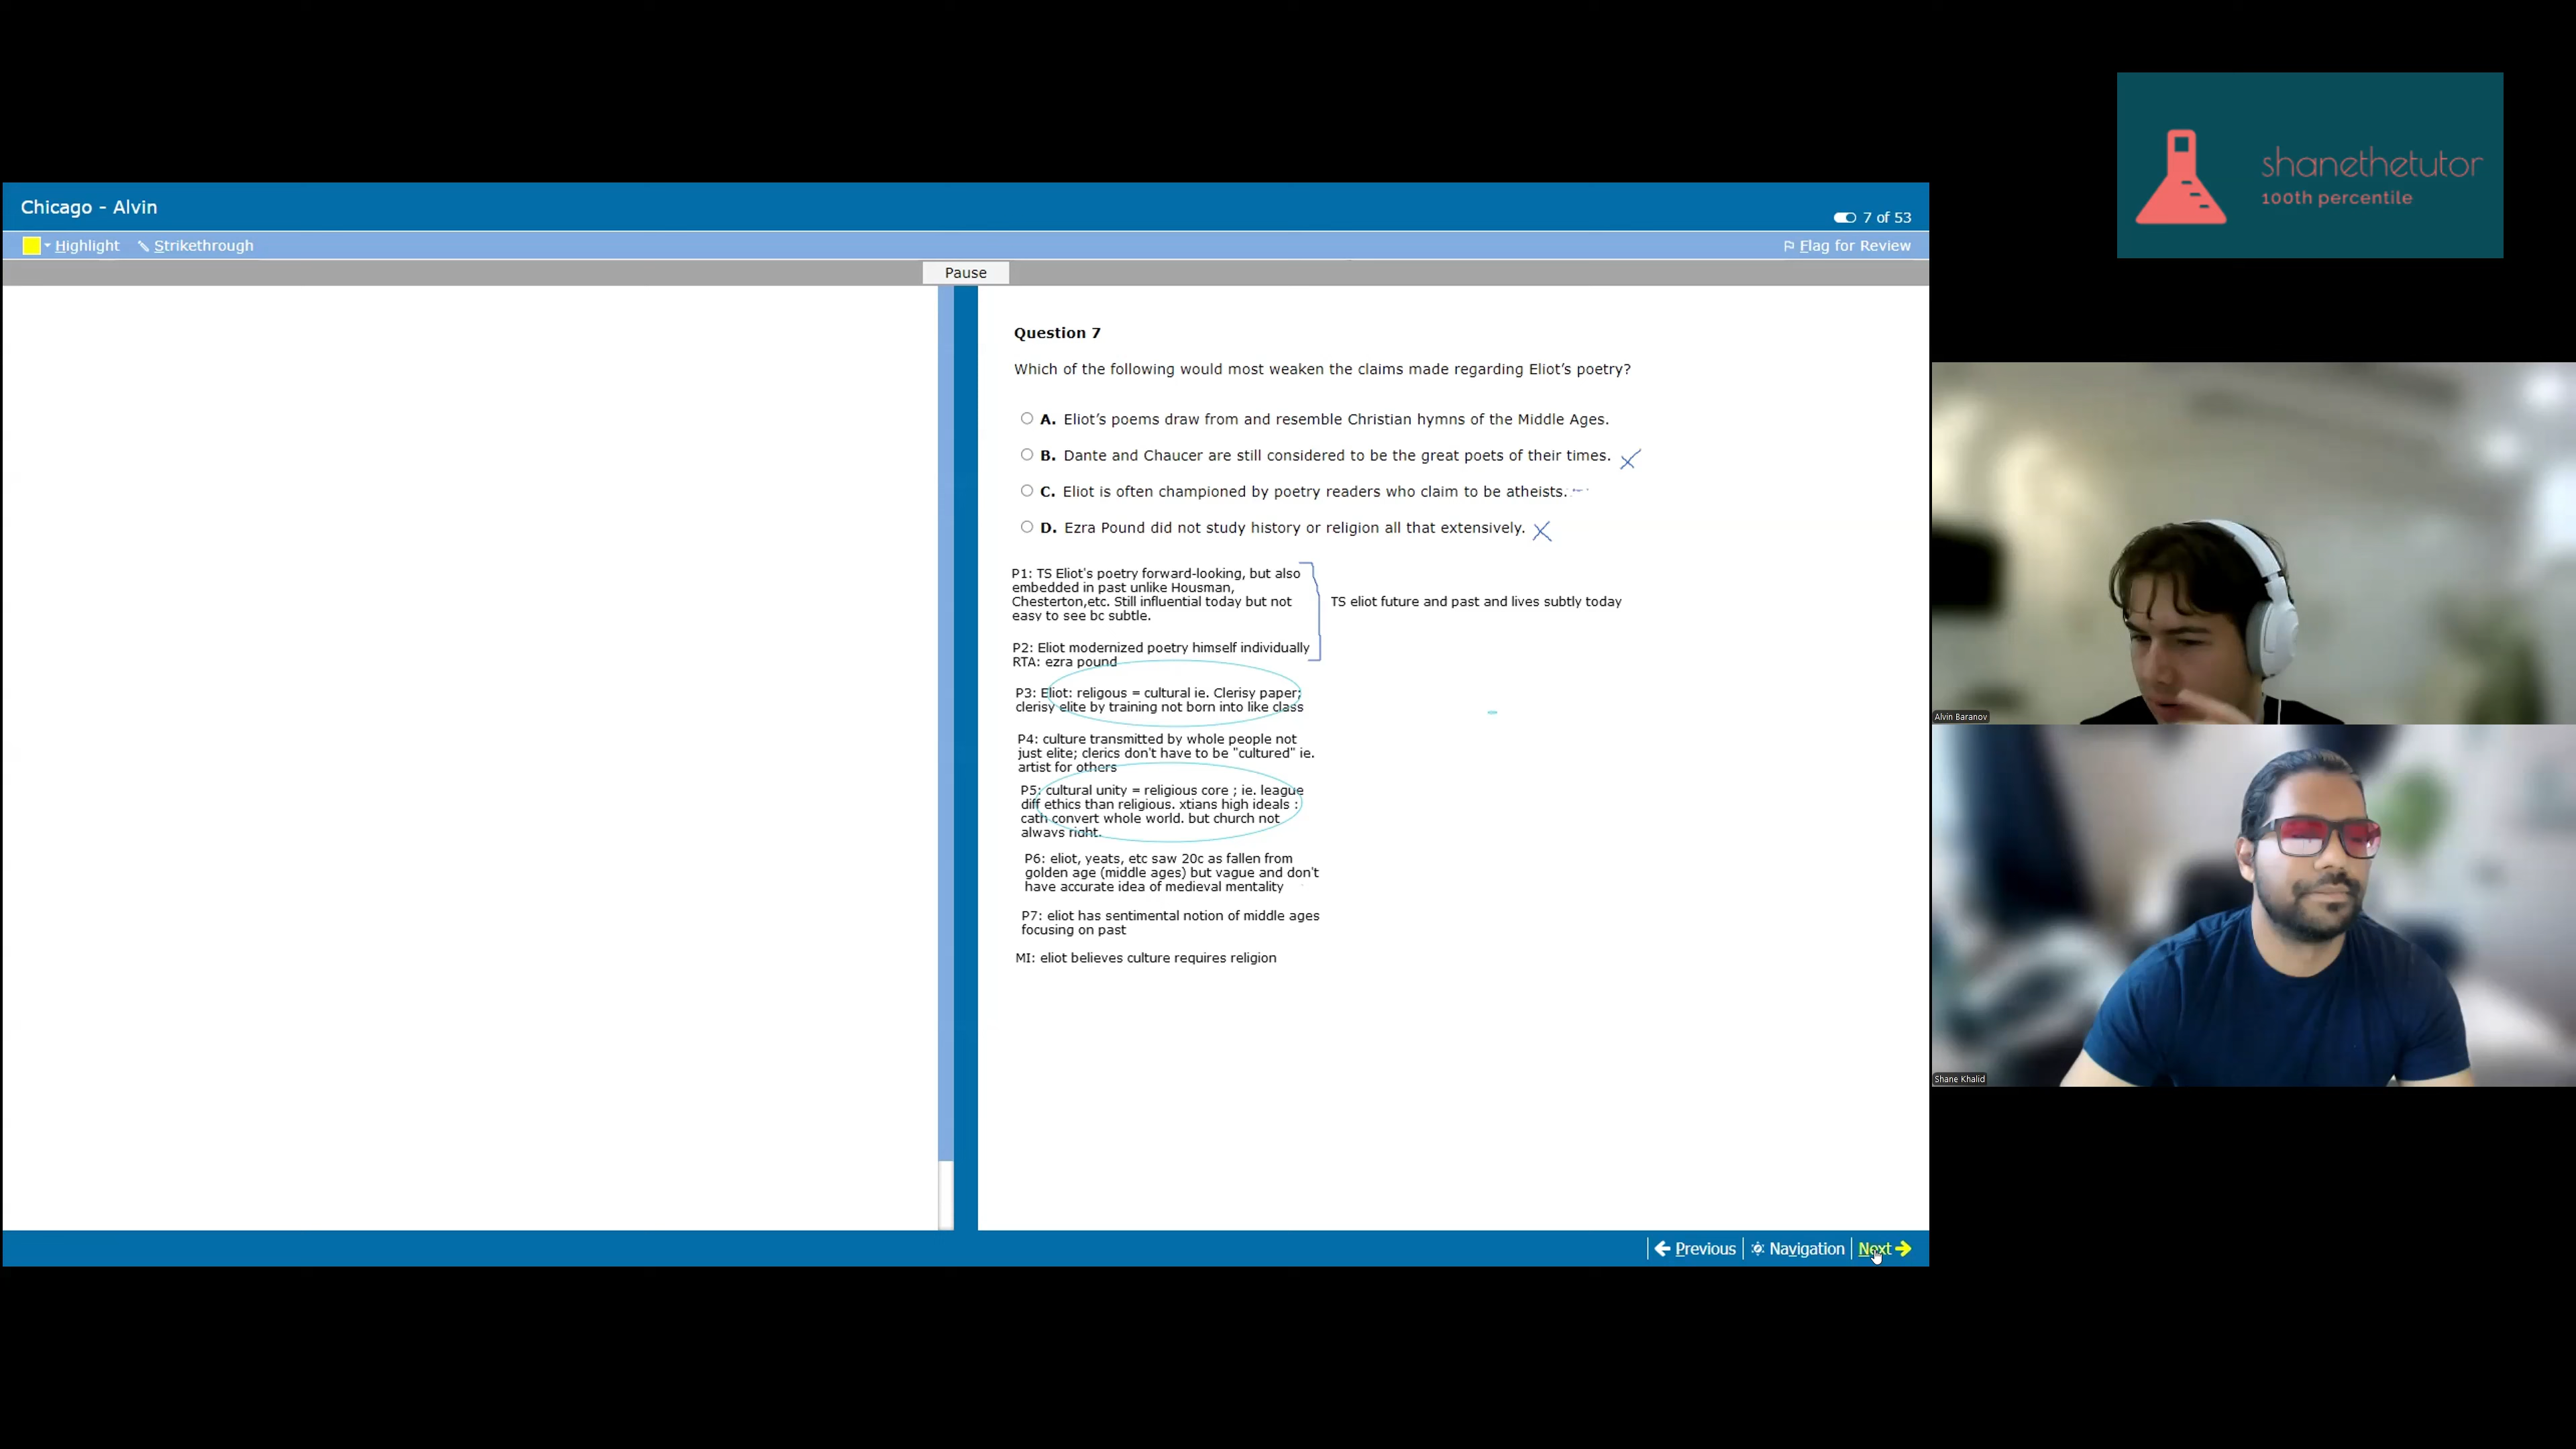 shanethetutor
100th percentile
Chicago - Alvin
7 of 53
Highlight Strikethrough
Flag for Review
Pause
Question 7
Which of the following would most weaken the claims made regarding Eliot's poetry?
A. Eliot's poems draw from and resemble Christian hymns of the Middle Ages.
B. Dante and Chaucer are still considered to be the great poets of their times.
C. Eliot is often championed by poetry readers who claim to be atheists.
D. Ezra Pound did not study history or religion all that extensively.
P1: TS Eliot's poetry forward-looking, but also
embedded in past unlike Housman,
Chesterton,etc. Still influential today but not
easy to see bc subtle.
TS eliot future and past and lives subtly today
P2: Eliot modernized poetry himself individually
RTA: ezra pound
P3: Eliot: religous = cultural ie. Clerisy paper;
clerisy elite by training not born into like class
P4: culture transmitted by whole people not
just elite; clerics don't have to be "cultured" ie.
artist for others
P5: cultural unity = religious core ; ie. league
diff ethics than religious. xtians high ideals :
cath convert whole world. but church not
always right.
P6: eliot, yeats, etc saw 20c as fallen from
golden age (middle ages) but vague and don't
have accurate idea of medieval mentality
P7: eliot has sentimental notion of middle ages
focusing on past
MI: eliot believes culture requires religion
Previous Navigation Next
Alvin Baranov
Shane Khalid